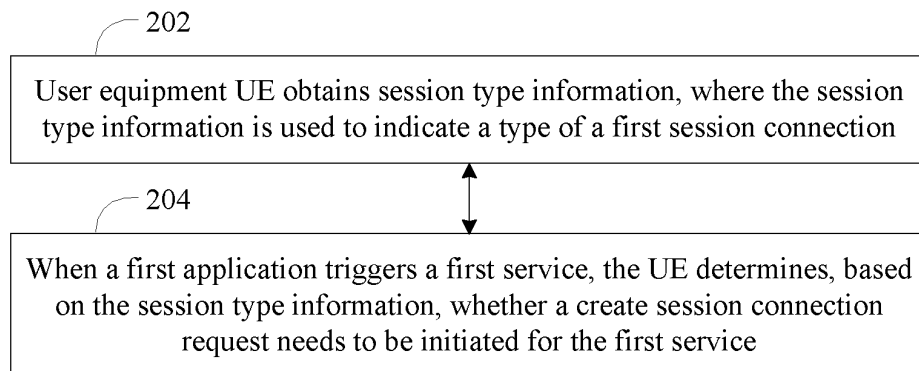 202
User equipment UE obtains session type information, where the session
type information is used to indicate a type of a first session connection
204
When a first application triggers a first service, the UE determines, based
on the session type information, whether a create session connection
request needs to be initiated for the first service